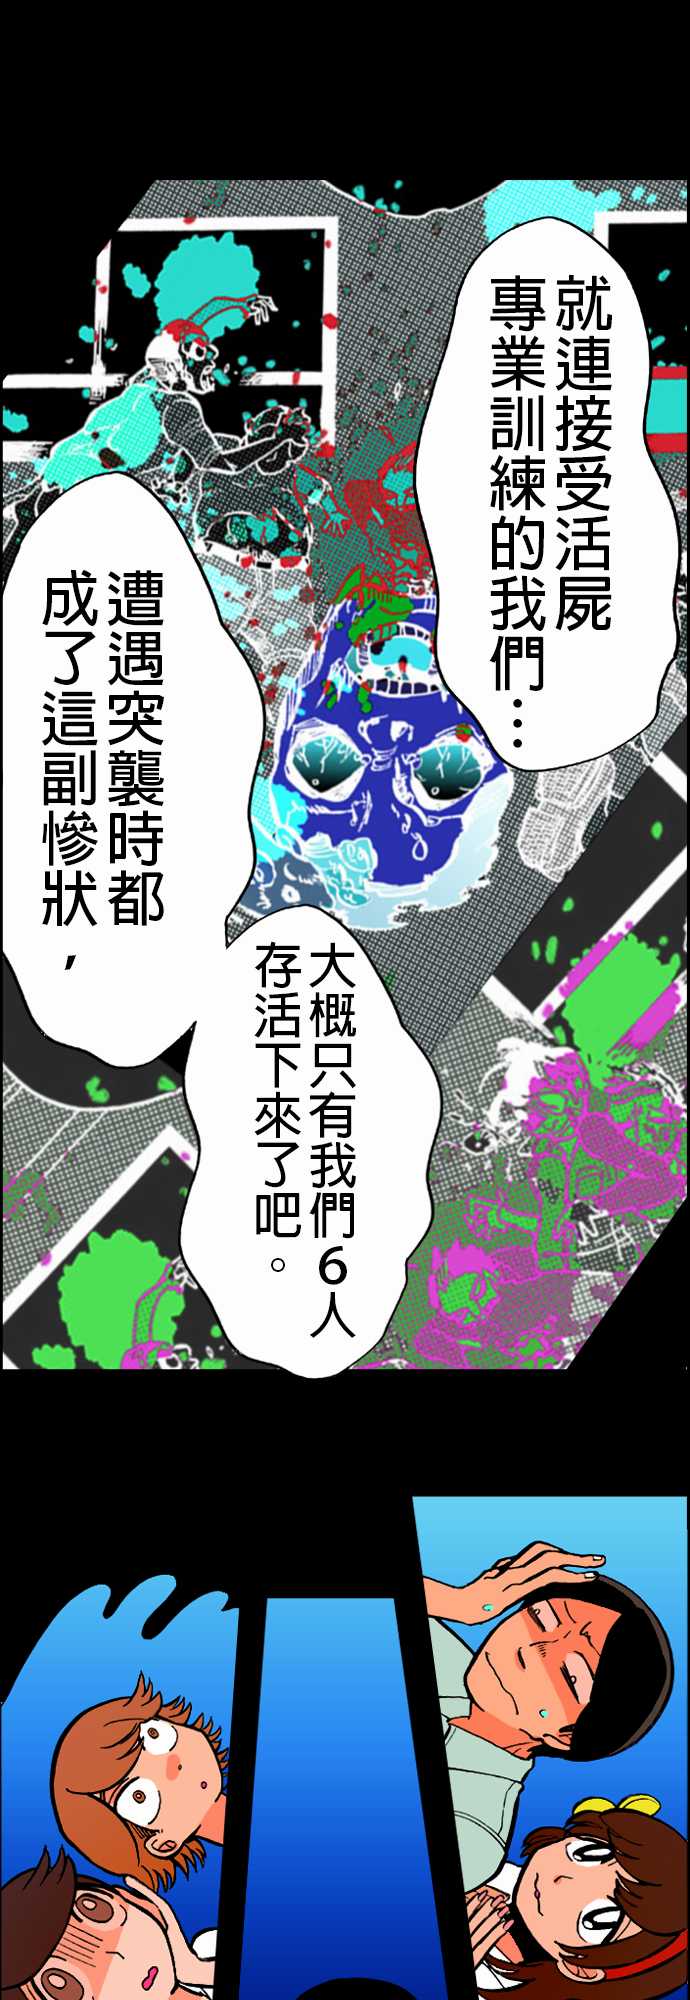 就連接受活屍
專業訓練的我們…
遭遇突襲時都
成了這副慘狀，
大概只有我們6人
存活下來了吧。